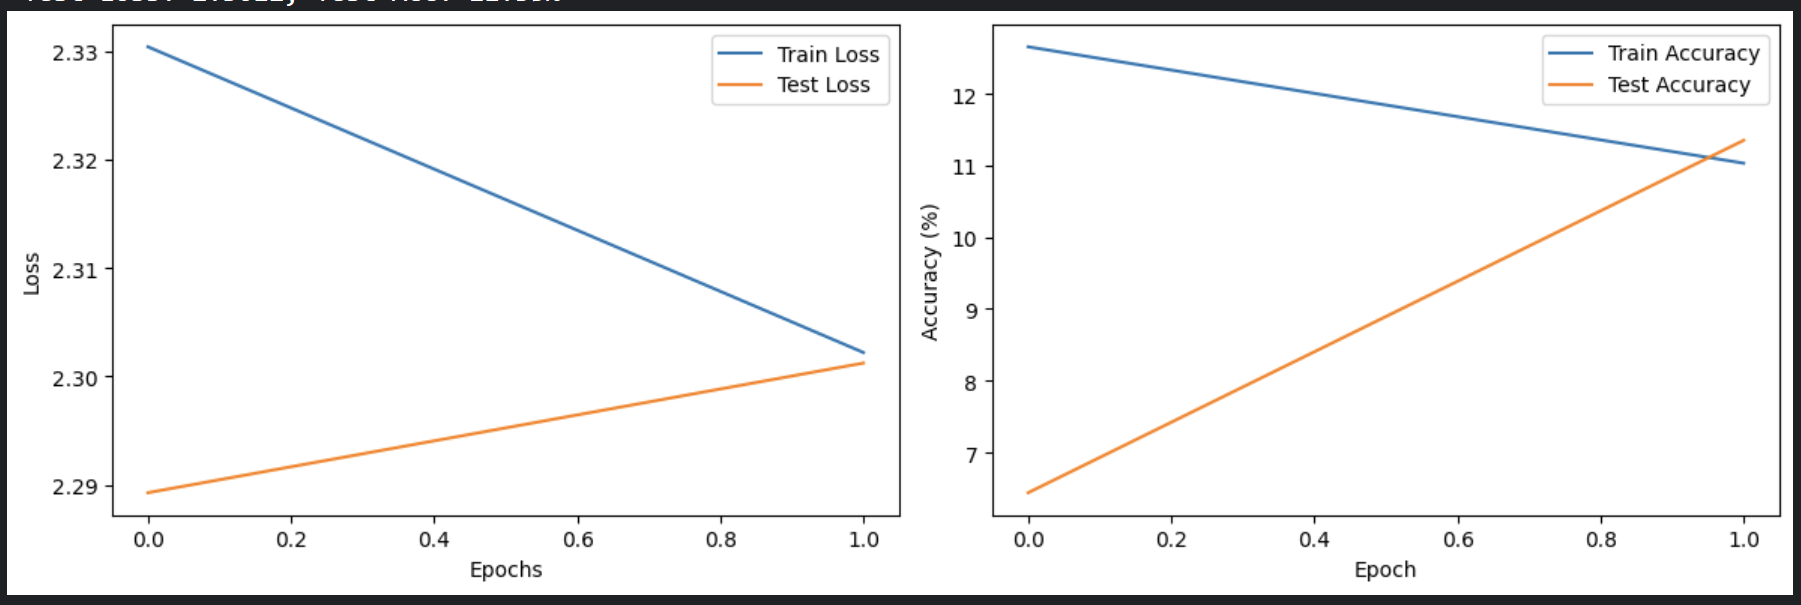 2.33
2.32
2.31
2.30
2.29
Loss
Train Loss
Test Loss
0.0 0.2 0.4 0.6 0.8 1.0
Epochs
12
11
10
9
8
7
Accuracy (%)
Train Accuracy
Test Accuracy
0.0 0.2 0.4 0.6 0.8 1.0
Epoch